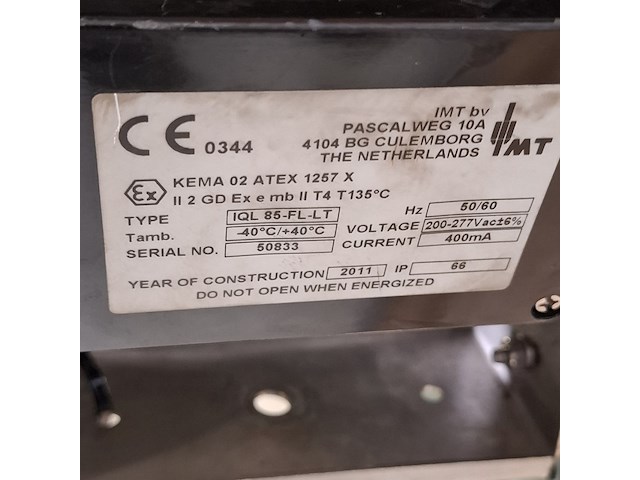 CE 0344
IMT bv
PASCALWEG 10A
4104 BG CULEMBORG
THE NETHERLANDS
IMT
Ex KEMA 02 ATEX 1257 X
II 2 GD Ex e mb II T4 T135°C
TYPE IQL 85-FL-LT Hz 50/60
Tamb. -40°C/+40°C VOLTAGE 200-277Vac±6%
SERIAL NO. 50833 CURRENT 400mA
YEAR OF CONSTRUCTION 2011 IP 66
DO NOT OPEN WHEN ENERGIZED